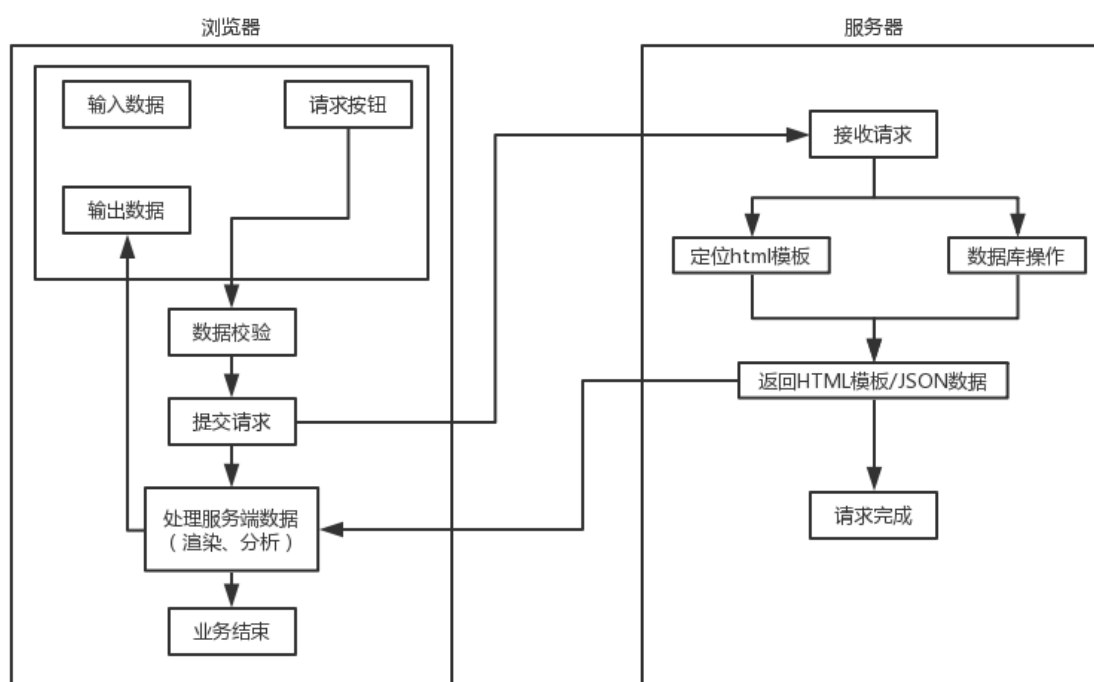 浏览器
服务器
输入数据
请求按钮
输出数据
数据校验
提交请求
处理服务端数据
（渲染、分析）
业务结束
接收请求
定位html模板
数据库操作
返回HTML模板/JSON数据
请求完成